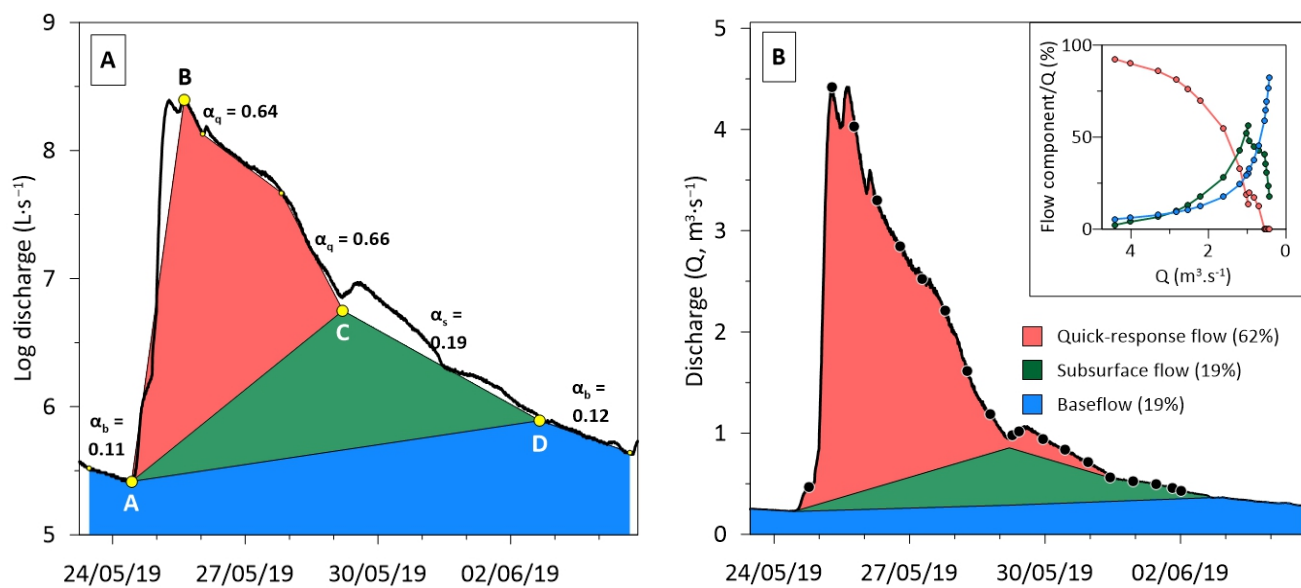 A
9
8
7
6
5
Log discharge (L·s⁻¹)
B
αq = 0.64
αq = 0.66
C
αs =
0.19
αb =
0.12
αb =
0.11
A
D
24/05/19
27/05/19
30/05/19
02/06/19
B
5
4
3
2
1
0
Discharge (Q, m³·s⁻¹)
24/05/19
27/05/19
30/05/19
02/06/19
100
50
0
Flow component/Q (%)
4
2
0
Q (m³.s⁻¹)
Quick-response flow (62%)
Subsurface flow (19%)
Baseflow (19%)